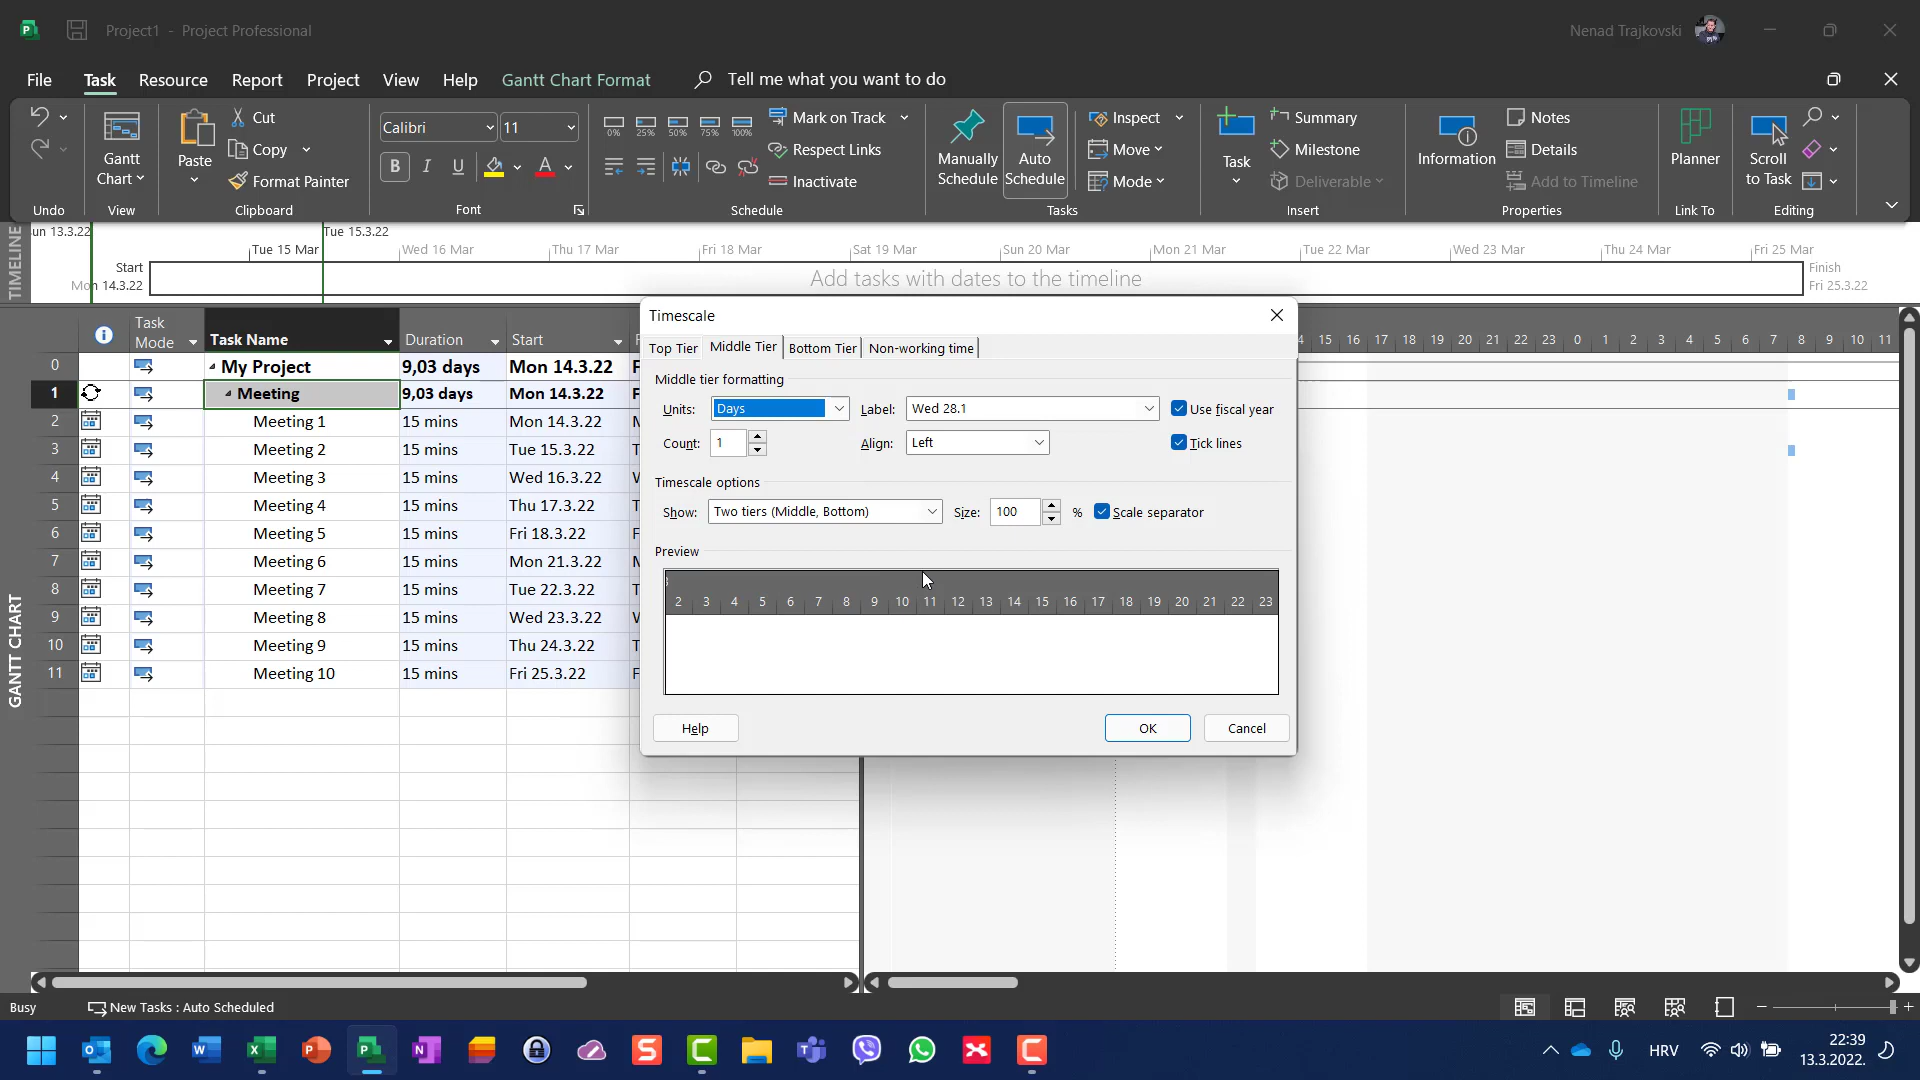 Project1 - Project Professional
Nenad Trajkovski
File Task Resource Report Project View Help Gantt Chart Format Tell me what you want to do
Gantt Chart
Paste
Cut
Copy
Format Painter
Calibri 11
B I U
0% 25% 50% 75% 100%
Mark on Track
Respect Links
Inactivate
Manually Schedule
Auto Schedule
Inspect
Move
Mode
Task
Summary
Milestone
Deliverable
Information
Notes
Details
Add to Timeline
Planner
Scroll to Task
Undo View Clipboard Font Schedule Tasks Insert Properties Link To Editing
TIMELINE
un 13.3.22 Tue 15.3.22
Tue 15 Mar Wed 16 Mar Thu 17 Mar Fri 18 Mar Sat 19 Mar Sun 20 Mar Mon 21 Mar Tue 22 Mar Wed 23 Mar Thu 24 Mar Fri 25 Mar
Start
Mon 14.3.22
Add tasks with dates to the timeline
Finish
Fri 25.3.22
GANTT CHART
Task Mode Task Name Duration Start
0 My Project 9,03 days Mon 14.3.22 F
1 Meeting 9,03 days Mon 14.3.22 F
2 Meeting 1 15 mins Mon 14.3.22
3 Meeting 2 15 mins Tue 15.3.22
4 Meeting 3 15 mins Wed 16.3.22
5 Meeting 4 15 mins Thu 17.3.22
6 Meeting 5 15 mins Fri 18.3.22
7 Meeting 6 15 mins Mon 21.3.22
8 Meeting 7 15 mins Tue 22.3.22
9 Meeting 8 15 mins Wed 23.3.22
10 Meeting 9 15 mins Thu 24.3.22
11 Meeting 10 15 mins Fri 25.3.22
4 15 16 17 18 19 20 21 22 23 0 1 2 3 4 5 6 7 8 9 10 11
Timescale
Top Tier Middle Tier Bottom Tier Non-working time
Middle tier formatting
Units: Days Label: Wed 28.1 Use fiscal year
Count: 1 Align: Left Tick lines
Timescale options
Show: Two tiers (Middle, Bottom) Size: 100 % Scale separator
Preview
2 3 4 5 6 7 8 9 10 11 12 13 14 15 16 17 18 19 20 21 22 23
Help OK Cancel
Busy New Tasks : Auto Scheduled
HRV
22:39
13.3.2022.